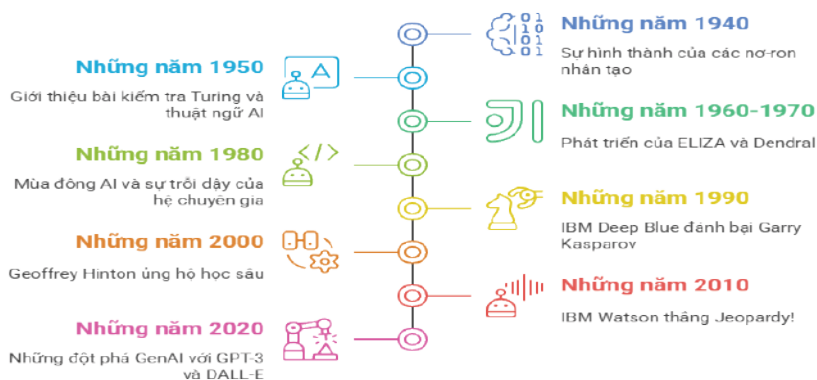 Những năm 1940
Sự hình thành của các nơ-ron
nhân tạo
Những năm 1950
Giới thiệu bài kiểm tra Turing và
thuật ngữ AI
Những năm 1960-1970
Phát triển của ELIZA và Dendral
Những năm 1980
Mùa đông AI và sự trỗi dậy của
hệ chuyên gia
Những năm 1990
IBM Deep Blue đánh bại Garry
Kasparov
Những năm 2000
Geoffrey Hinton ủng hộ học sâu
Những năm 2010
IBM Watson thắng Jeopardy!
Những năm 2020
Những đột phá GenAI với GPT-3
và DALL-E
01
10
01
01
A
</>